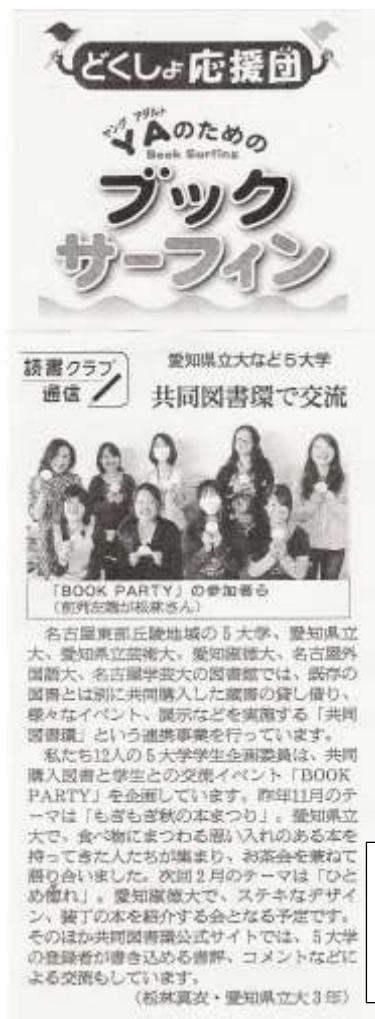 どくしょ応援団
ヤング アダルト
YAのための
Book Surfing
ブック
サーフィン
読書クラブ
通信
愛知県立大など5大学
共同図書環で交流
「BOOK PARTY」の参加者ら
(前列左端が松林さん)
名古屋東部丘陵地域の5大学、愛知県立
大、愛知県立芸術大、愛知淑徳大、名古屋外
国語大、名古屋学芸大の図書館では、既存の
図書とは別に共同購入した蔵書の貸し借り、
様々なイベント、展示などを実施する「共同
図書環」という連携事業を行っています。
私たち12人の5大学学生企画委員は、共同
購入図書と学生との交流イベント「BOOK
PARTY」を企画しています。昨年11月のテ
ーマは「もぎもぎ秋の本まつり」。愛知県立
大で、食べ物にまつわる思い入れのある本を
持ってきた人たちが集まり、お茶会を兼ねて
語り合いました。次回2月のテーマは「ひと
め惚れ」。愛知淑徳大で、ステキなデザイ
ン、装丁の本を紹介する会となる予定です。
そのほか共同図書環公式サイトでは、5大学
の登録者が書き込める書評、コメントなどに
よる交流もしています。
(松林真衣・愛知県立大3年)